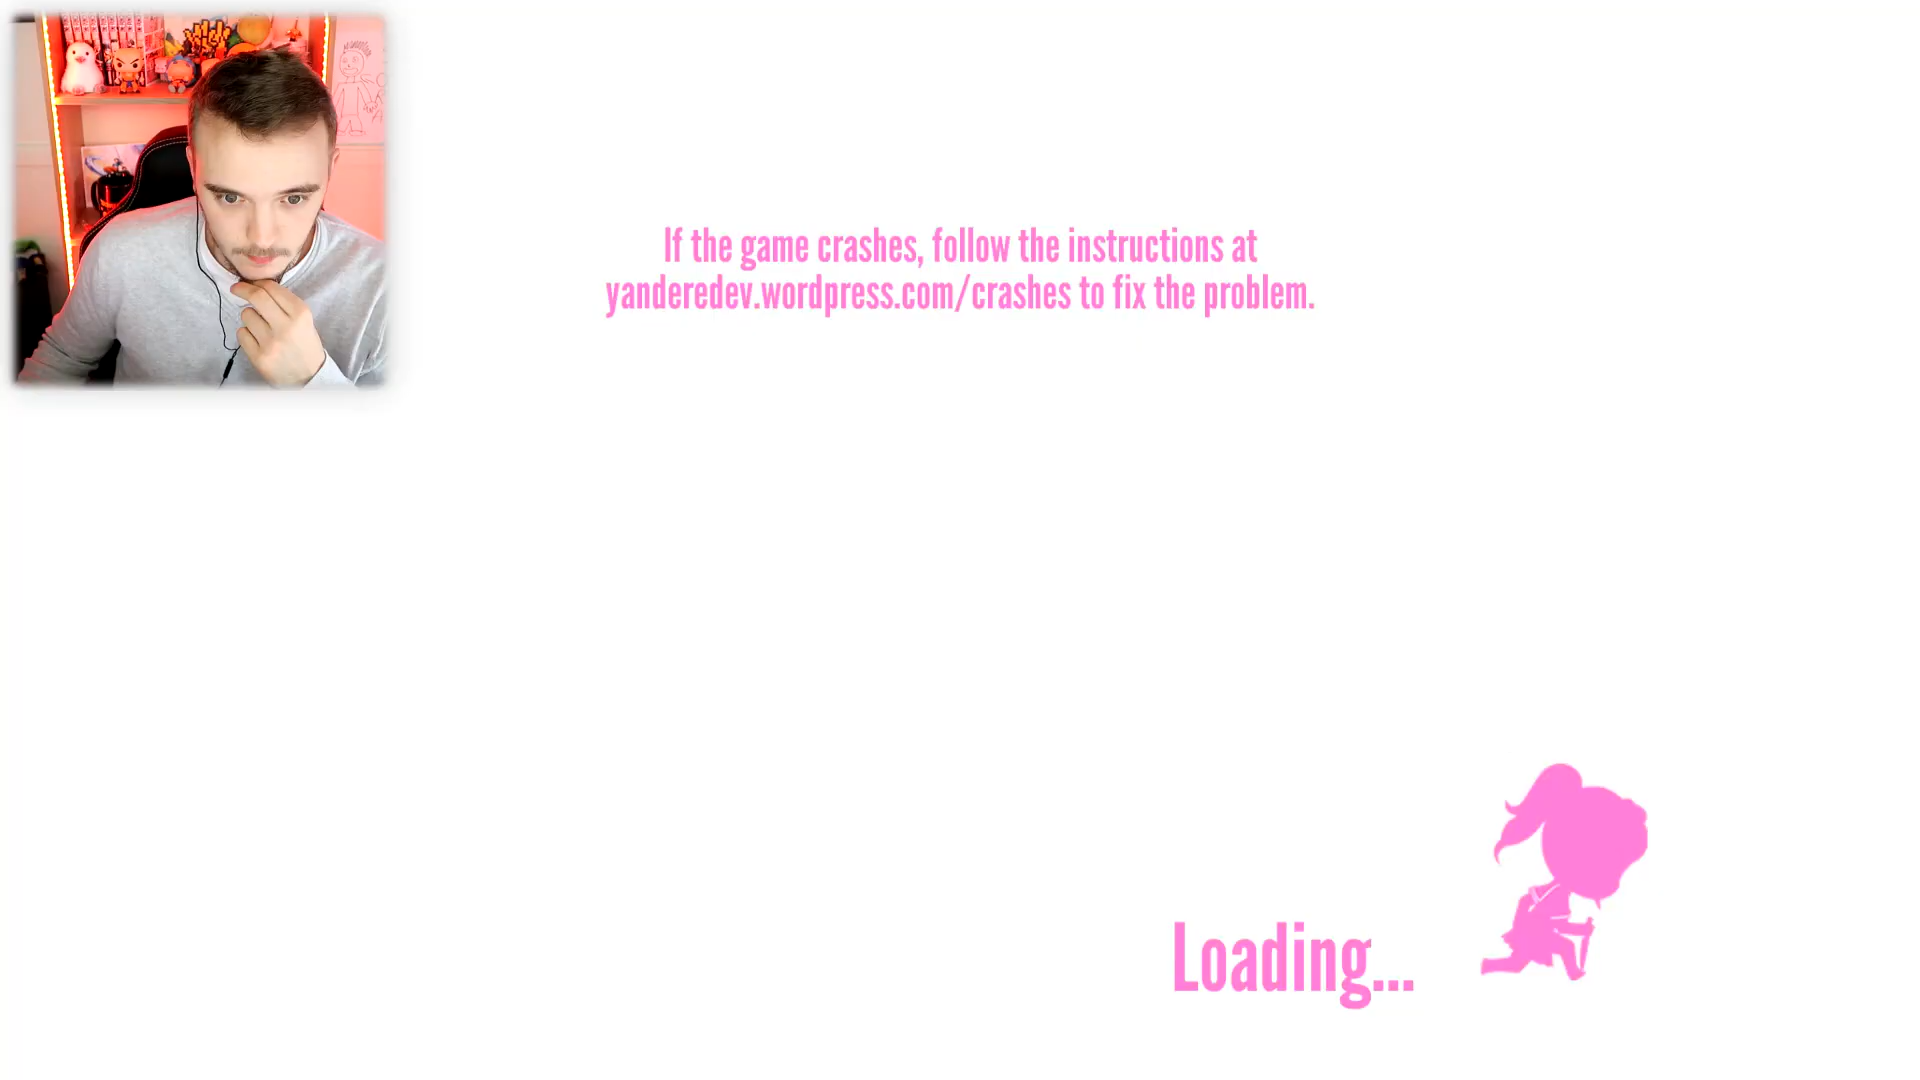 If the game crashes, follow the instructions at
yanderedev.wordpress.com/crashes to fix the problem.
Loading...